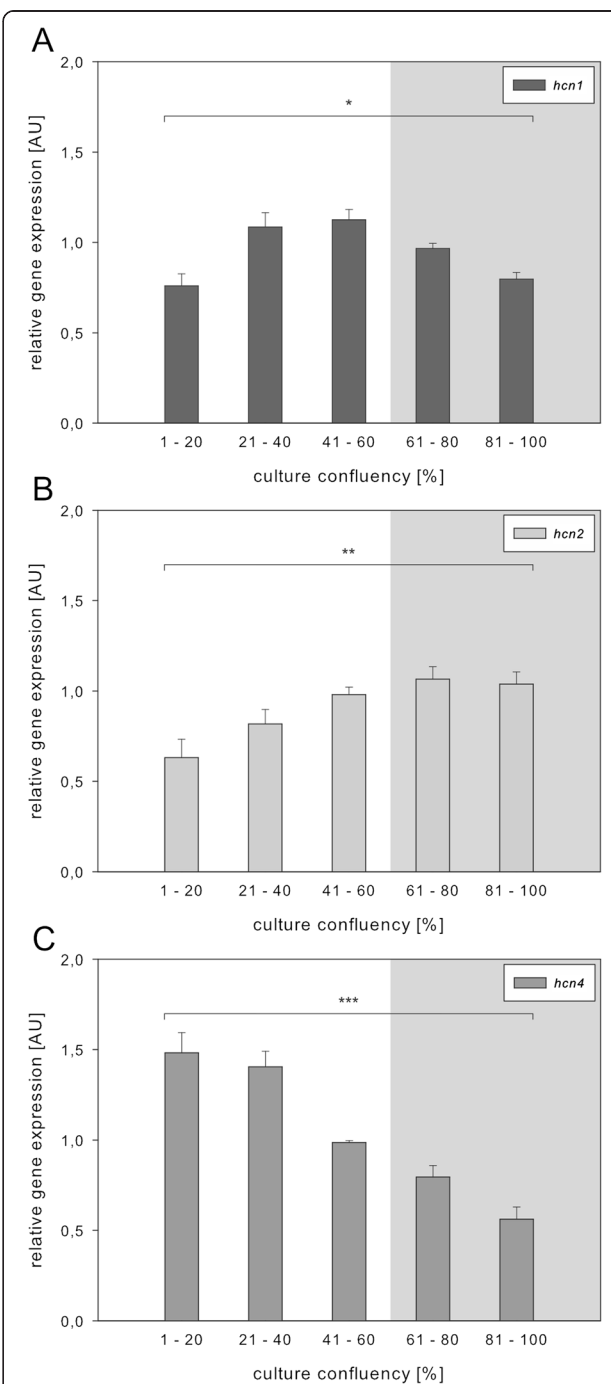 A
relative gene expression [AU]
2,0
1,5
1,0
0,5
0,0
hcn1
*
1 - 20 21 - 40 41 - 60 61 - 80 81 - 100
culture confluency [%]
B
relative gene expression [AU]
2,0
1,5
1,0
0,5
0,0
hcn2
**
1 - 20 21 - 40 41 - 60 61 - 80 81 - 100
culture confluency [%]
C
relative gene expression [AU]
2,0
1,5
1,0
0,5
0,0
hcn4
***
1 - 20 21 - 40 41 - 60 61 - 80 81 - 100
culture confluency [%]